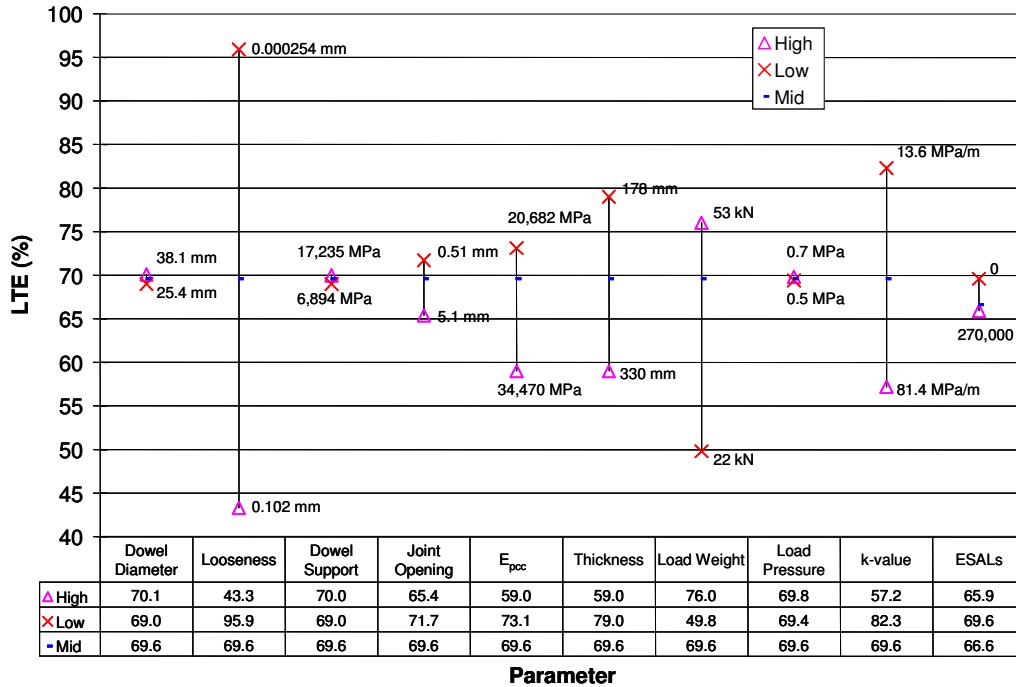 100
95
90
85
80
75
70
65
60
55
50
45
40
LTE (%)
High
Low
Mid
38.1 mm
25.4 mm
0.000254 mm
0.102 mm
17,235 MPa
6,894 MPa
0.51 mm
5.1 mm
20,682 MPa
34,470 MPa
178 mm
330 mm
53 kN
22 kN
0.7 MPa
0.5 MPa
13.6 MPa/m
81.4 MPa/m
0
270,000
Dowel Diameter Looseness Dowel Support Joint Opening Epcc Thickness Load Weight Load Pressure k-value ESALs
High 70.1 43.3 70.0 65.4 59.0 59.0 76.0 69.8 57.2 65.9
Low 69.0 95.9 69.0 71.7 73.1 79.0 49.8 69.4 82.3 69.6
Mid 69.6 69.6 69.6 69.6 69.6 69.6 69.6 69.6 69.6 66.6
Parameter